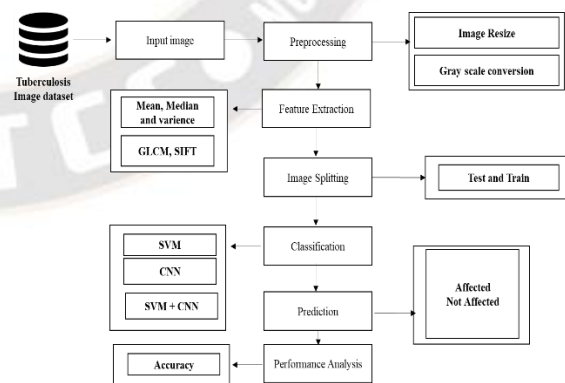 Tuberculosis
Image dataset
Input image
Preprocessing
Image Resize
Gray scale conversion
Mean, Median
and varience
GLCM, SIFT
Feature Extraction
Image Splitting
Test and Train
SVM
CNN
SVM + CNN
Classification
Affected
Not Affected
Prediction
Accuracy
Performance Analysis